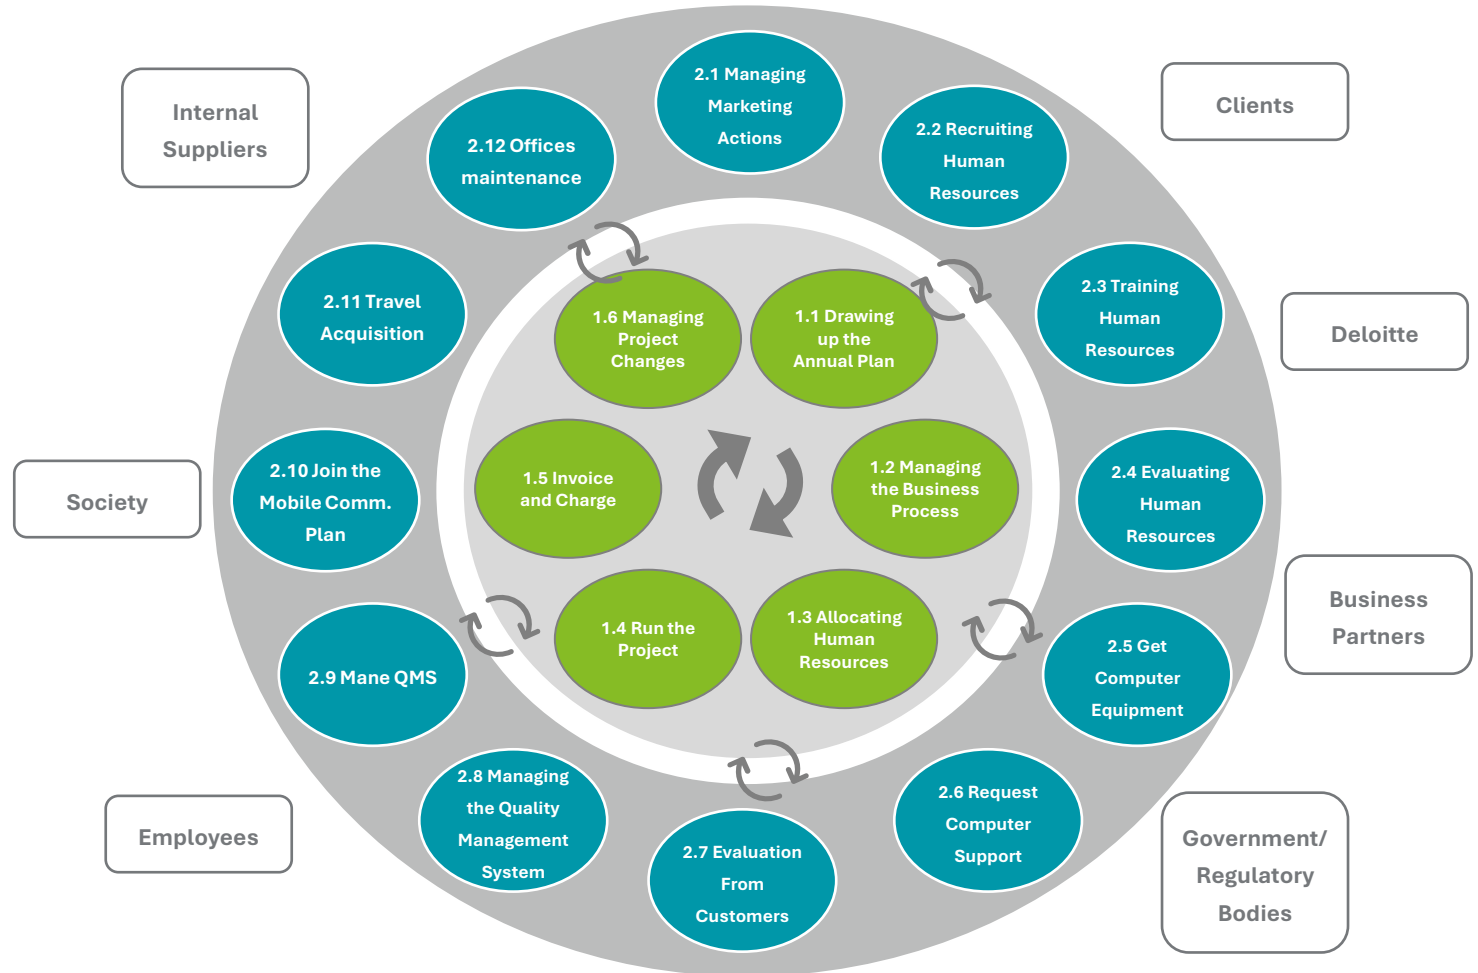 Internal
Suppliers
Clients
Deloitte
Business
Partners
Government/
Regulatory
Bodies
Employees
Society
2.1 Managing
Marketing
Actions
2.2 Recruiting
Human
Resources
2.3 Training
Human
Resources
2.4 Evaluating
Human
Resources
2.5 Get
Computer
Equipment
2.6 Request
Computer
Support
2.7 Evaluation
From
Customers
2.8 Managing
the Quality
Management
System
2.9 Mane QMS
2.10 Join the
Mobile Comm.
Plan
2.11 Travel
Acquisition
2.12 Offices
maintenance
1.1 Drawing
up the
Annual Plan
1.2 Managing
the Business
Process
1.3 Allocating
Human
Resources
1.4 Run the
Project
1.5 Invoice
and Charge
1.6 Managing
Project
Changes